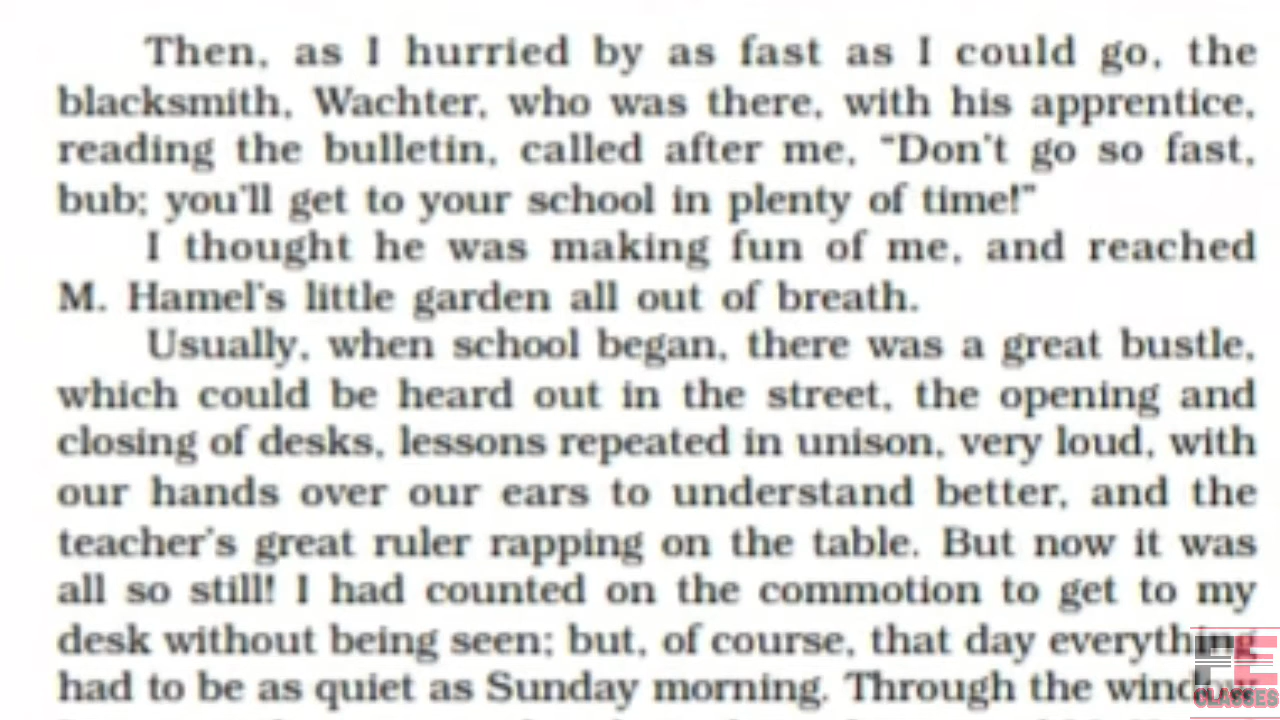 Then, as I hurried by as fast as I could go, the
blacksmith, Wachter, who was there, with his apprentice,
reading the bulletin, called after me, “Don't go so fast,
bub; you'll get to your school in plenty of time!”
I thought he was making fun of me, and reached
M. Hamel's little garden all out of breath.
Usually, when school began, there was a great bustle,
which could be heard out in the street, the opening and
closing of desks, lessons repeated in unison, very loud, with
our hands over our ears to understand better, and the
teacher's great ruler rapping on the table. But now it was
all so still! I had counted on the commotion to get to my
desk without being seen; but, of course, that day everything
had to be as quiet as Sunday morning. Through the window
CLASSES